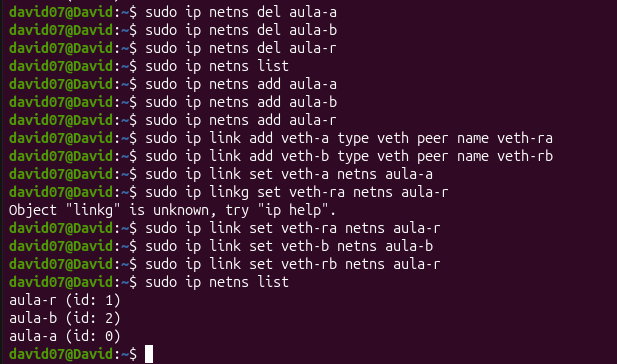 david07@David:~$ sudo ip netns del aula-a
david07@David:~$ sudo ip netns del aula-b
david07@David:~$ sudo ip netns del aula-r
david07@David:~$ sudo ip netns list
david07@David:~$ sudo ip netns add aula-a
david07@David:~$ sudo ip netns add aula-b
david07@David:~$ sudo ip netns add aula-r
david07@David:~$ sudo ip link add veth-a type veth peer name veth-ra
david07@David:~$ sudo ip link add veth-b type veth peer name veth-rb
david07@David:~$ sudo ip link set veth-a netns aula-a
david07@David:~$ sudo ip linkg set veth-ra netns aula-r
Object "linkg" is unknown, try "ip help".
david07@David:~$ sudo ip link set veth-ra netns aula-r
david07@David:~$ sudo ip link set veth-b netns aula-b
david07@David:~$ sudo ip link set veth-rb netns aula-r
david07@David:~$ sudo ip netns list
aula-r (id: 1)
aula-b (id: 2)
aula-a (id: 0)
david07@David:~$